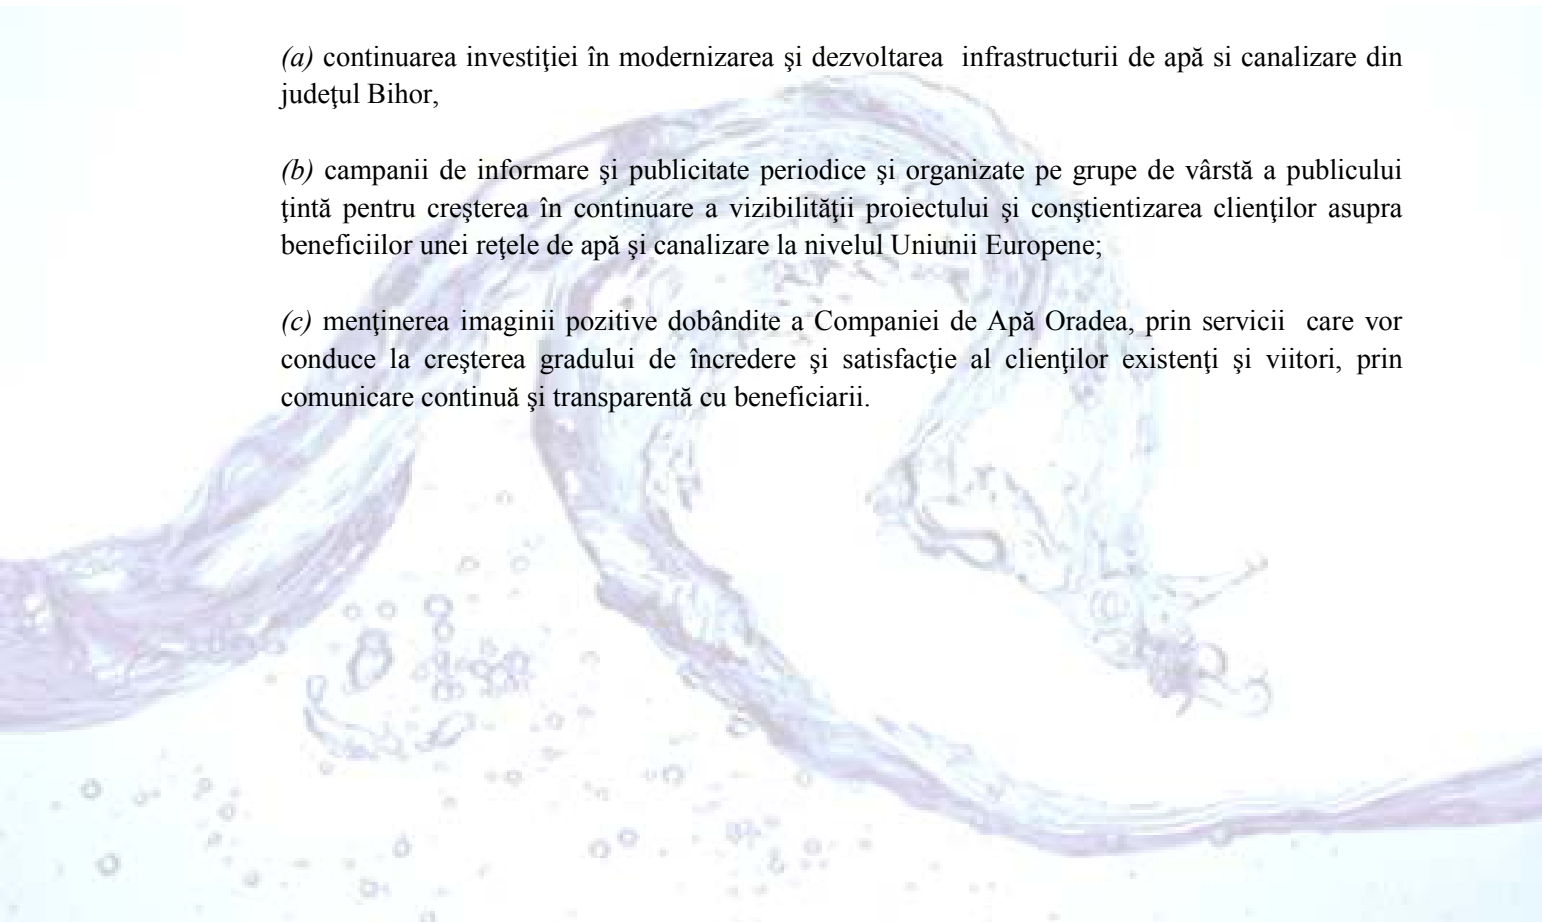 (a) continuarea investiţiei în modernizarea şi dezvoltarea  infrastructurii de apă si canalizare din
judeţul Bihor,
(b) campanii de informare şi publicitate periodice şi organizate pe grupe de vârstă a publicului
ţintă pentru creşterea în continuare a vizibilităţii proiectului şi conştientizarea clienţilor asupra
beneficiilor unei reţele de apă şi canalizare la nivelul Uniunii Europene;
(c) menţinerea imaginii pozitive dobândite a Companiei de Apă Oradea, prin servicii  care vor
conduce la creşterea gradului de încredere şi satisfacţie al clienţilor existenţi şi viitori, prin
comunicare continuă şi transparentă cu beneficiarii.